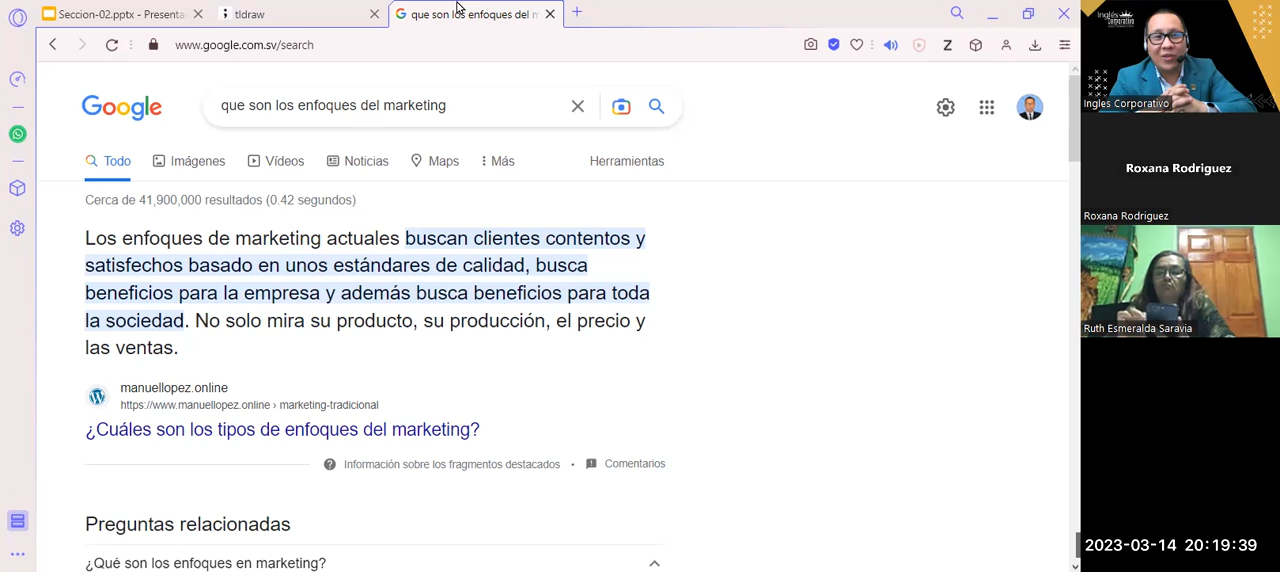 Seccion-02.pptx - Presenta
tldraw
que son los enfoques del m
www.google.com.sv/search
Z
Google
que son los enfoques del marketing
Todo
Imágenes
Vídeos
Noticias
Maps
Más
Herramientas
Cerca de 41,900,000 resultados (0.42 segundos)
Los enfoques de marketing actuales buscan clientes contentos y
satisfechos basado en unos estándares de calidad, busca
beneficios para la empresa y además busca beneficios para toda
la sociedad. No solo mira su producto, su producción, el precio y
las ventas.
manuellopez.online
https://www.manuellopez.online › marketing-tradicional
¿Cuáles son los tipos de enfoques del marketing?
Información sobre los fragmentos destacados
Comentarios
Preguntas relacionadas
¿Qué son los enfoques en marketing?
Inglés
Corporativo
Ingles Corporativo
Roxana Rodriguez
Roxana Rodriguez
Ruth Esmeralda Saravia
2023-03-14 20:19:39